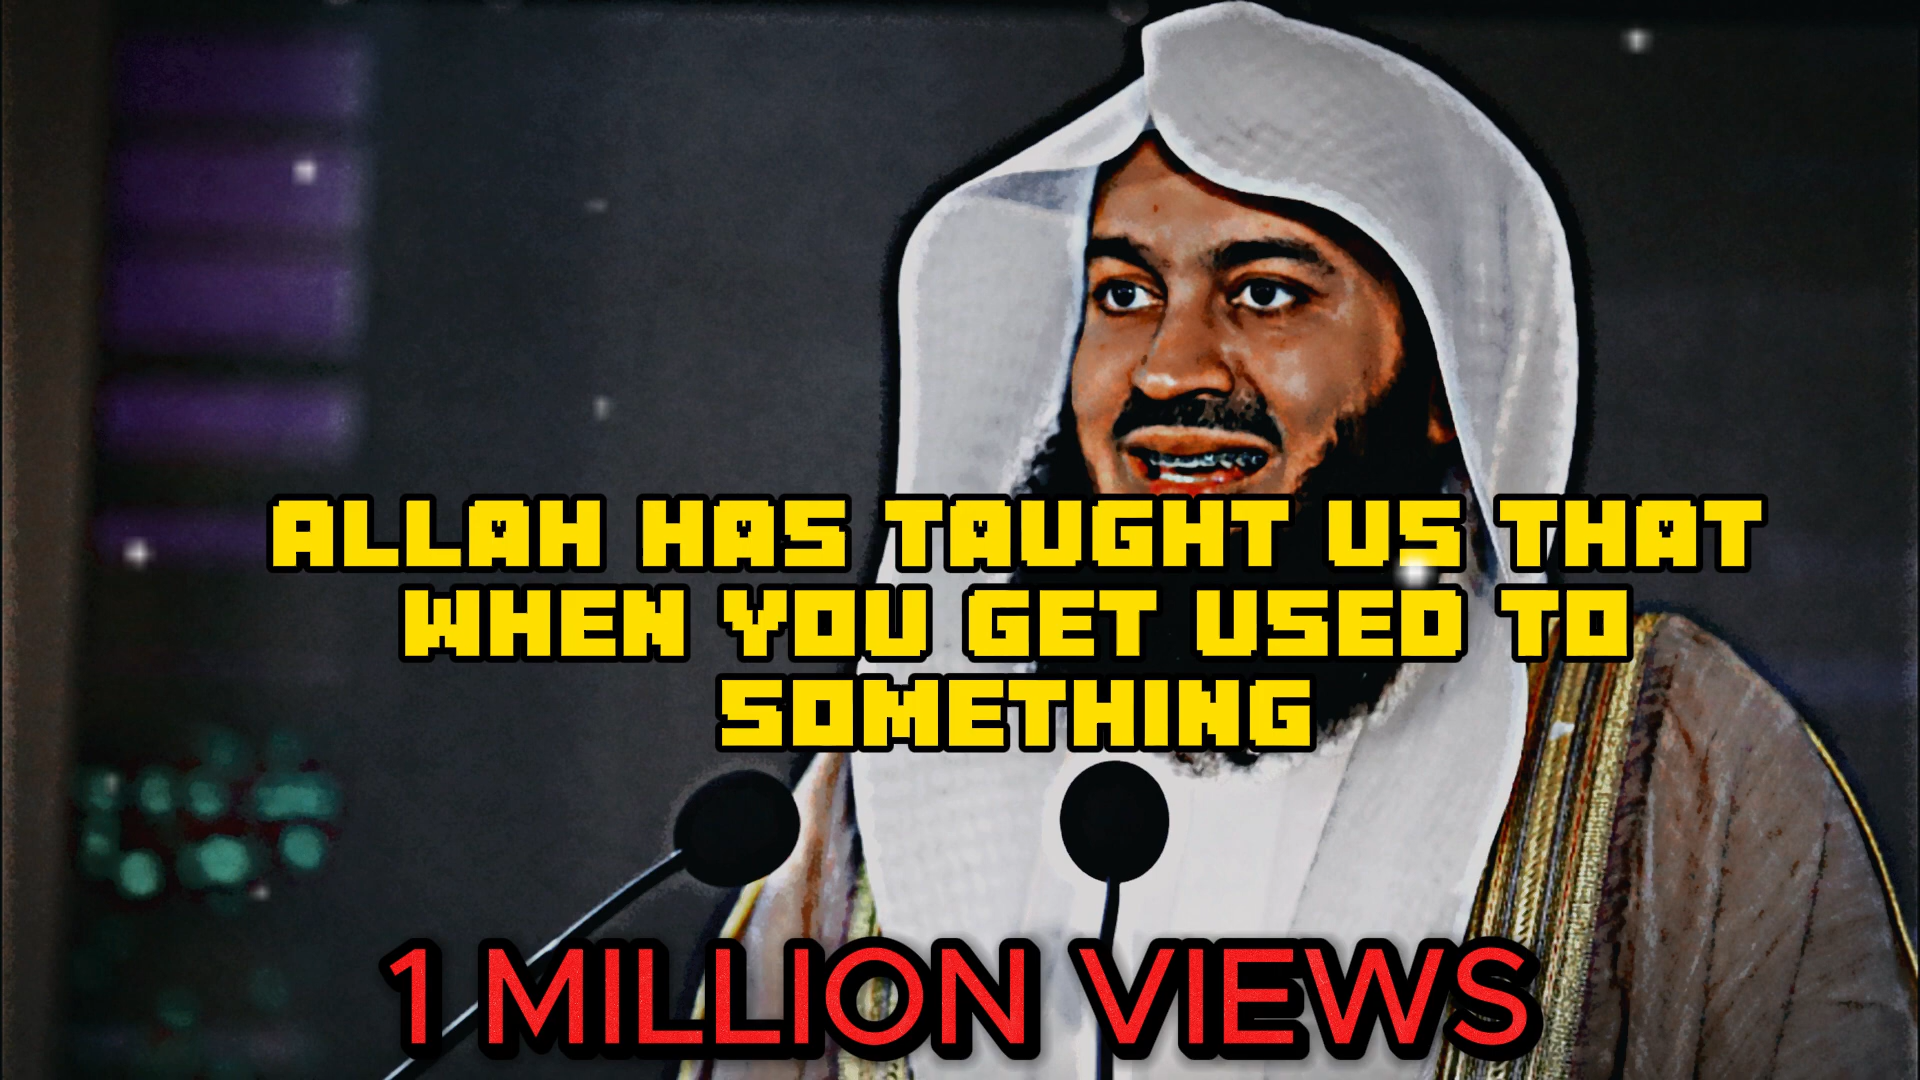 ALLAH HAS TAUGHT US THAT
WHEN YOU GET USED TO
SOMETHING
1 MILLION VIEWS